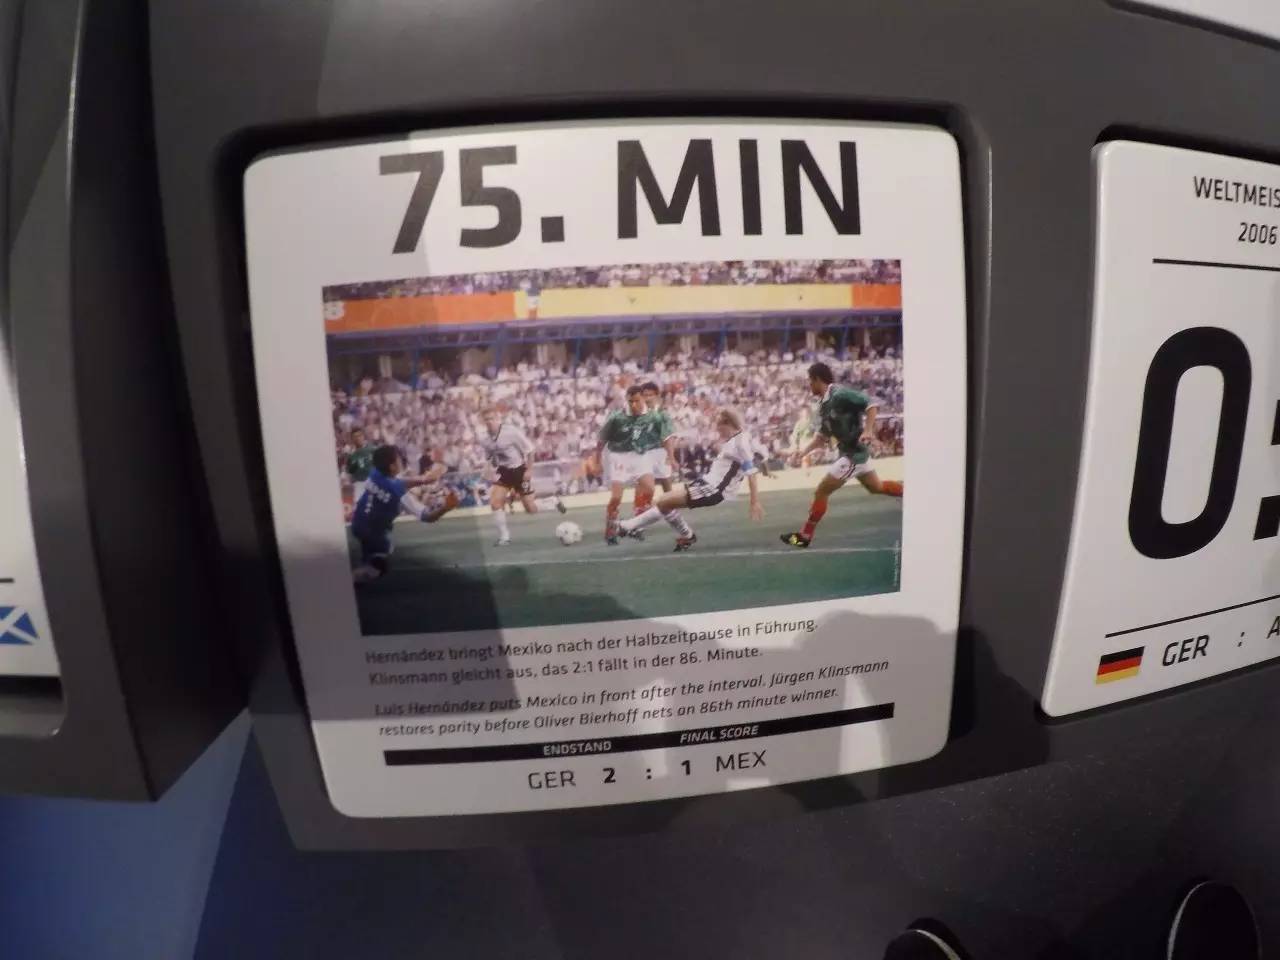 75. MIN
Hernández bringt Mexiko nach der Halbzeitpause in Führung.
Klinsmann gleicht aus, das 2:1 fällt in der 86. Minute.
Luis Hernández puts Mexico in front after the interval. Jürgen Klinsmann
restores parity before Oliver Bierhoff nets an 86th minute winner.
ENDSTAND FINAL SCORE
GER 2 : 1 MEX
WELTMEIS
2006
0
GER : A